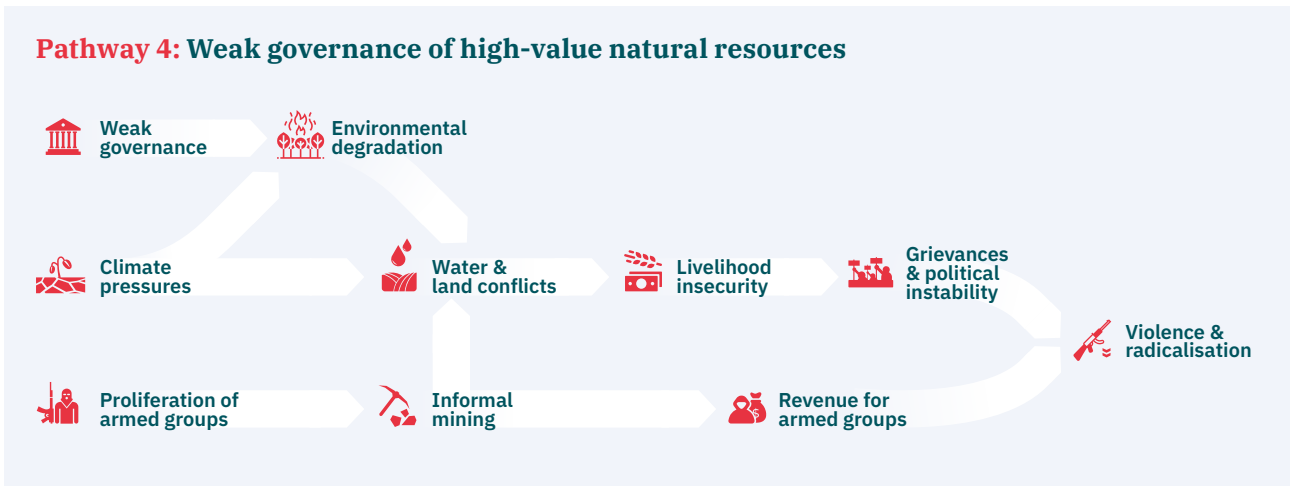 Pathway 4: Weak governance of high-value natural resources
Weak
governance
Environmental
degradation
Climate
pressures
Water &
land conflicts
Livelihood
insecurity
Grievances
& political
instability
Violence &
radicalisation
Proliferation of
armed groups
Informal
mining
$
Revenue for
armed groups